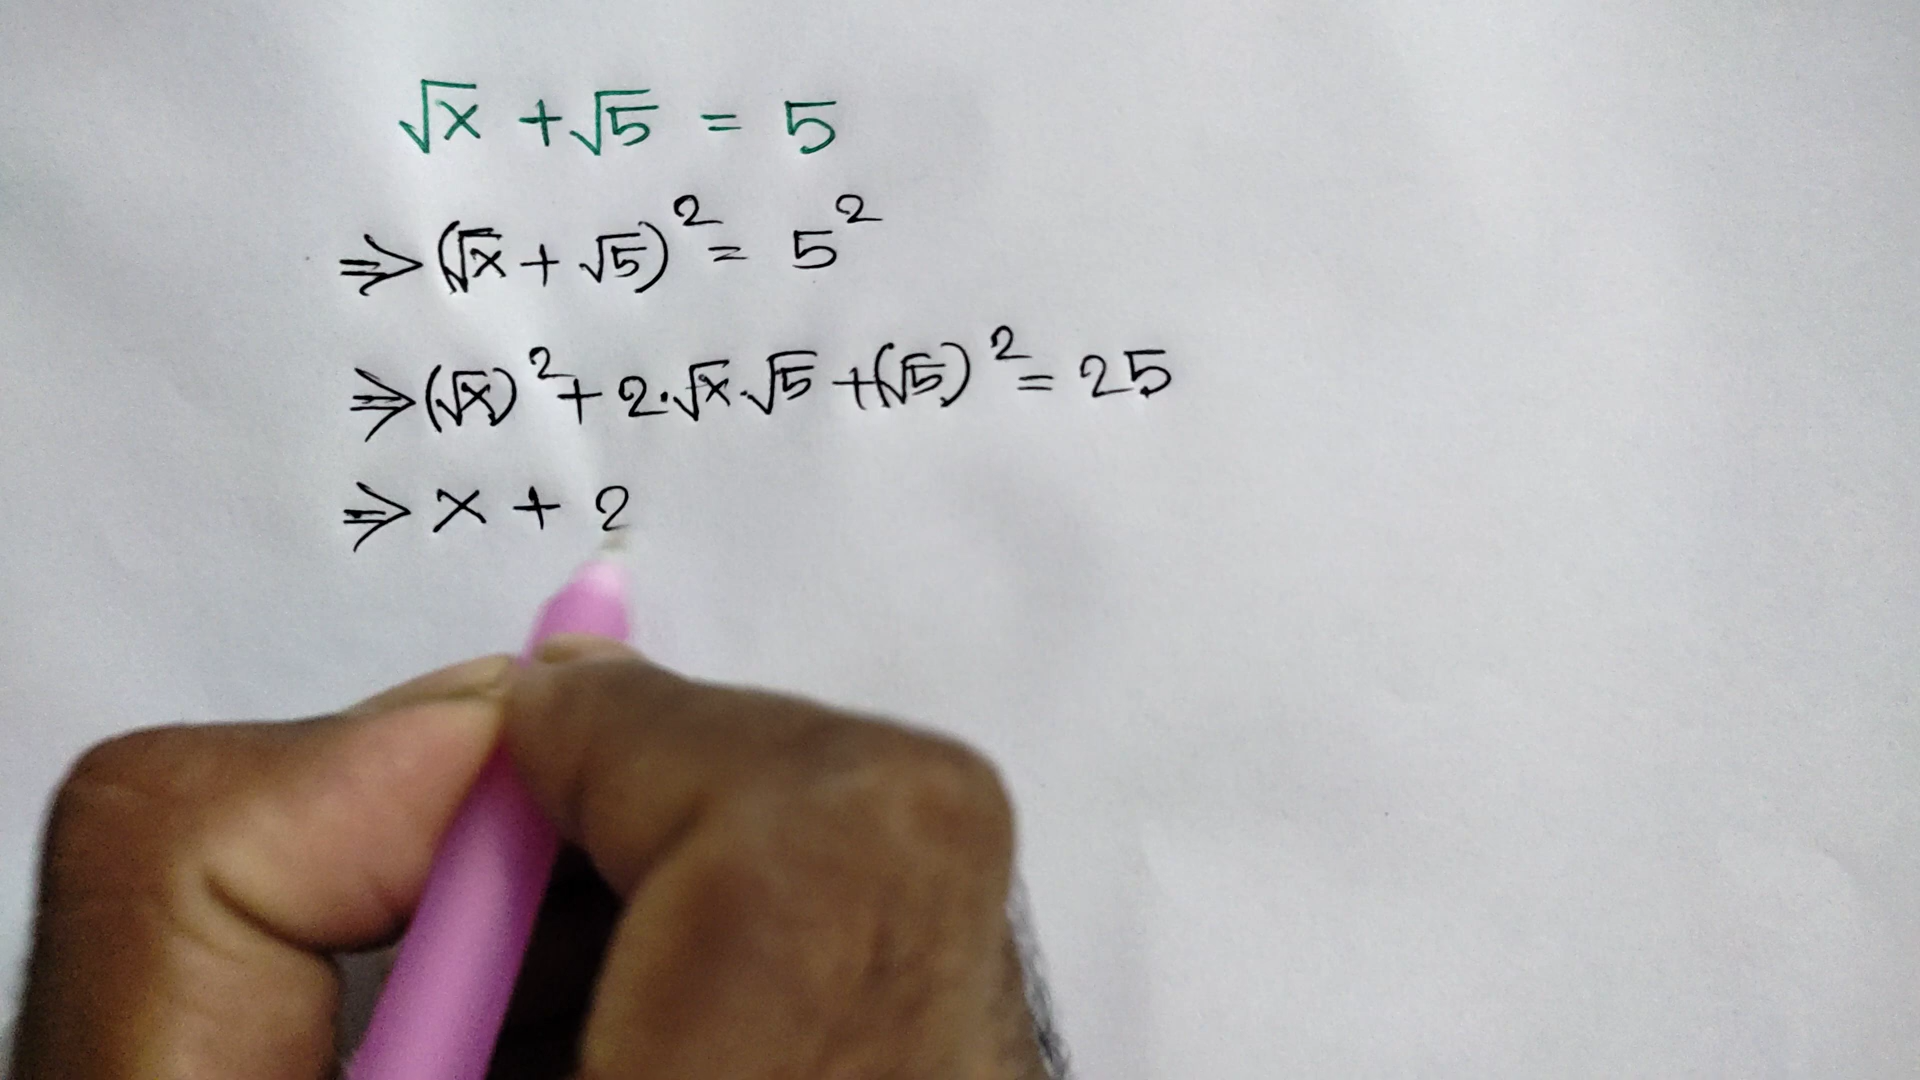 √x + √5 = 5
⇒ (√x + √5)² = 5²
⇒ (√x)² + 2·√x·√5 + (√5)² = 25
⇒ x + 2